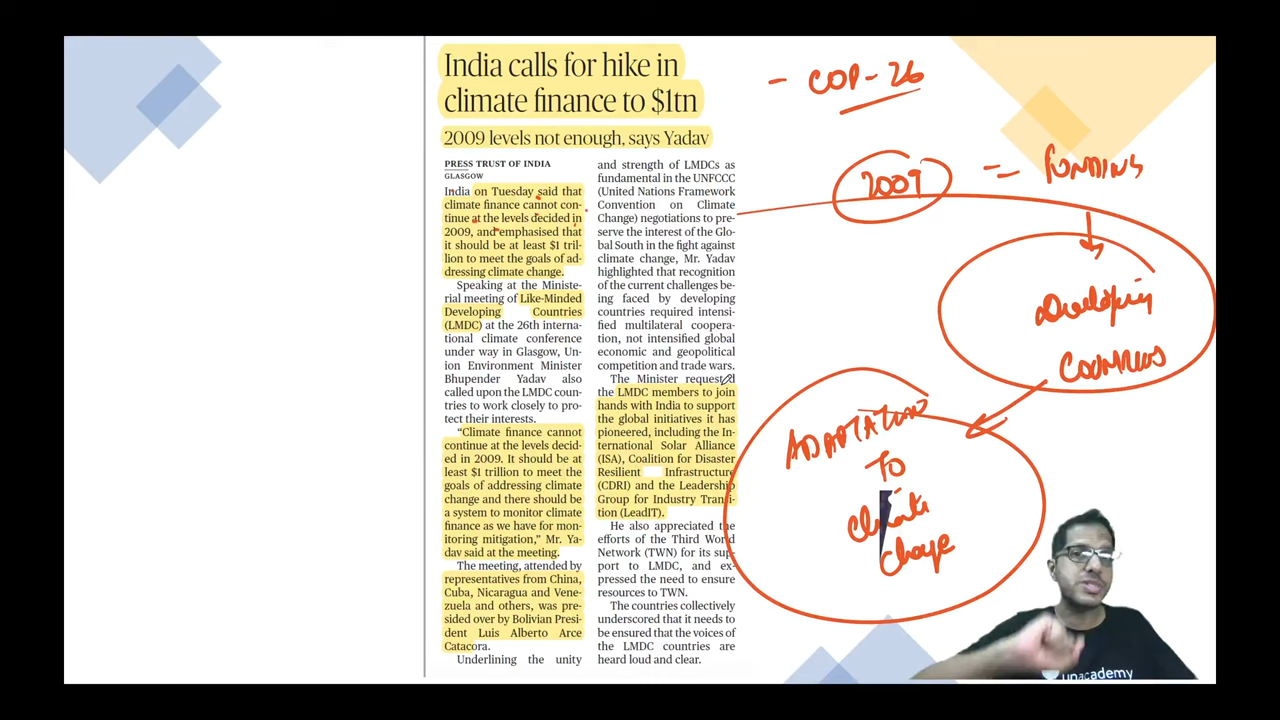 India calls for hike in
climate finance to $1tn
2009 levels not enough, says Yadav
PRESS TRUST OF INDIA
GLASGOW
India on Tuesday said that
climate finance cannot con-
tinue at the levels decided in
2009, and emphasised that
it should be at least $1 tril-
lion to meet the goals of ad-
dressing climate change.
Speaking at the Ministe-
rial meeting of Like-Minded
Developing Countries
(LMDC) at the 26th interna-
tional climate conference
under way in Glasgow, Un-
ion Environment Minister
Bhupender Yadav also
called upon the LMDC coun-
tries to work closely to pro-
tect their interests.
“Climate finance cannot
continue at the levels decid-
ed in 2009. It should be at
least $1 trillion to meet the
goals of addressing climate
change and there should be
a system to monitor climate
finance as we have for mon-
itoring mitigation,” Mr. Ya-
dav said at the meeting.
The meeting, attended by
representatives from China,
Cuba, Nicaragua and Vene-
zuela and others, was pre-
sided over by Bolivian Presi-
dent Luis Alberto Arce
Catacora.
Underlining the unity
and strength of LMDCs as
fundamental in the UNFCCC
(United Nations Framework
Convention on Climate
Change) negotiations to pre-
serve the interest of the Glo-
bal South in the fight against
climate change, Mr. Yadav
highlighted that recognition
of the current challenges be-
ing faced by developing
countries required intensi-
fied multilateral coopera-
tion, not intensified global
economic and geopolitical
competition and trade wars.
The Minister requested
the LMDC members to join
hands with India to support
the global initiatives it has
pioneered, including the In-
ternational Solar Alliance
(ISA), Coalition for Disaster
Resilient Infrastructure
(CDRI) and the Leadership
Group for Industry Transi-
tion (LeadIT).
He also appreciated the
efforts of the Third World
Network (TWN) for its sup-
port to LMDC, and ex-
pressed the need to ensure
resources to TWN.
The countries collectively
underscored that it needs to
be ensured that the voices of
the LMDC countries are
heard loud and clear.
- COP-26
2009 = FUNDING
Developing
Countries
ADAPTATION
TO
Climate
Change
unacademy